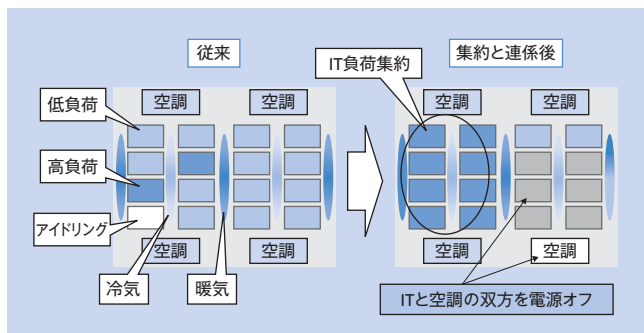 従来
IT負荷集約
集約と連係後
低負荷
空調
空調
空調
空調
高負荷
アイドリング
空調
空調
空調
空調
冷気
暖気
ITと空調の双方を電源オフ